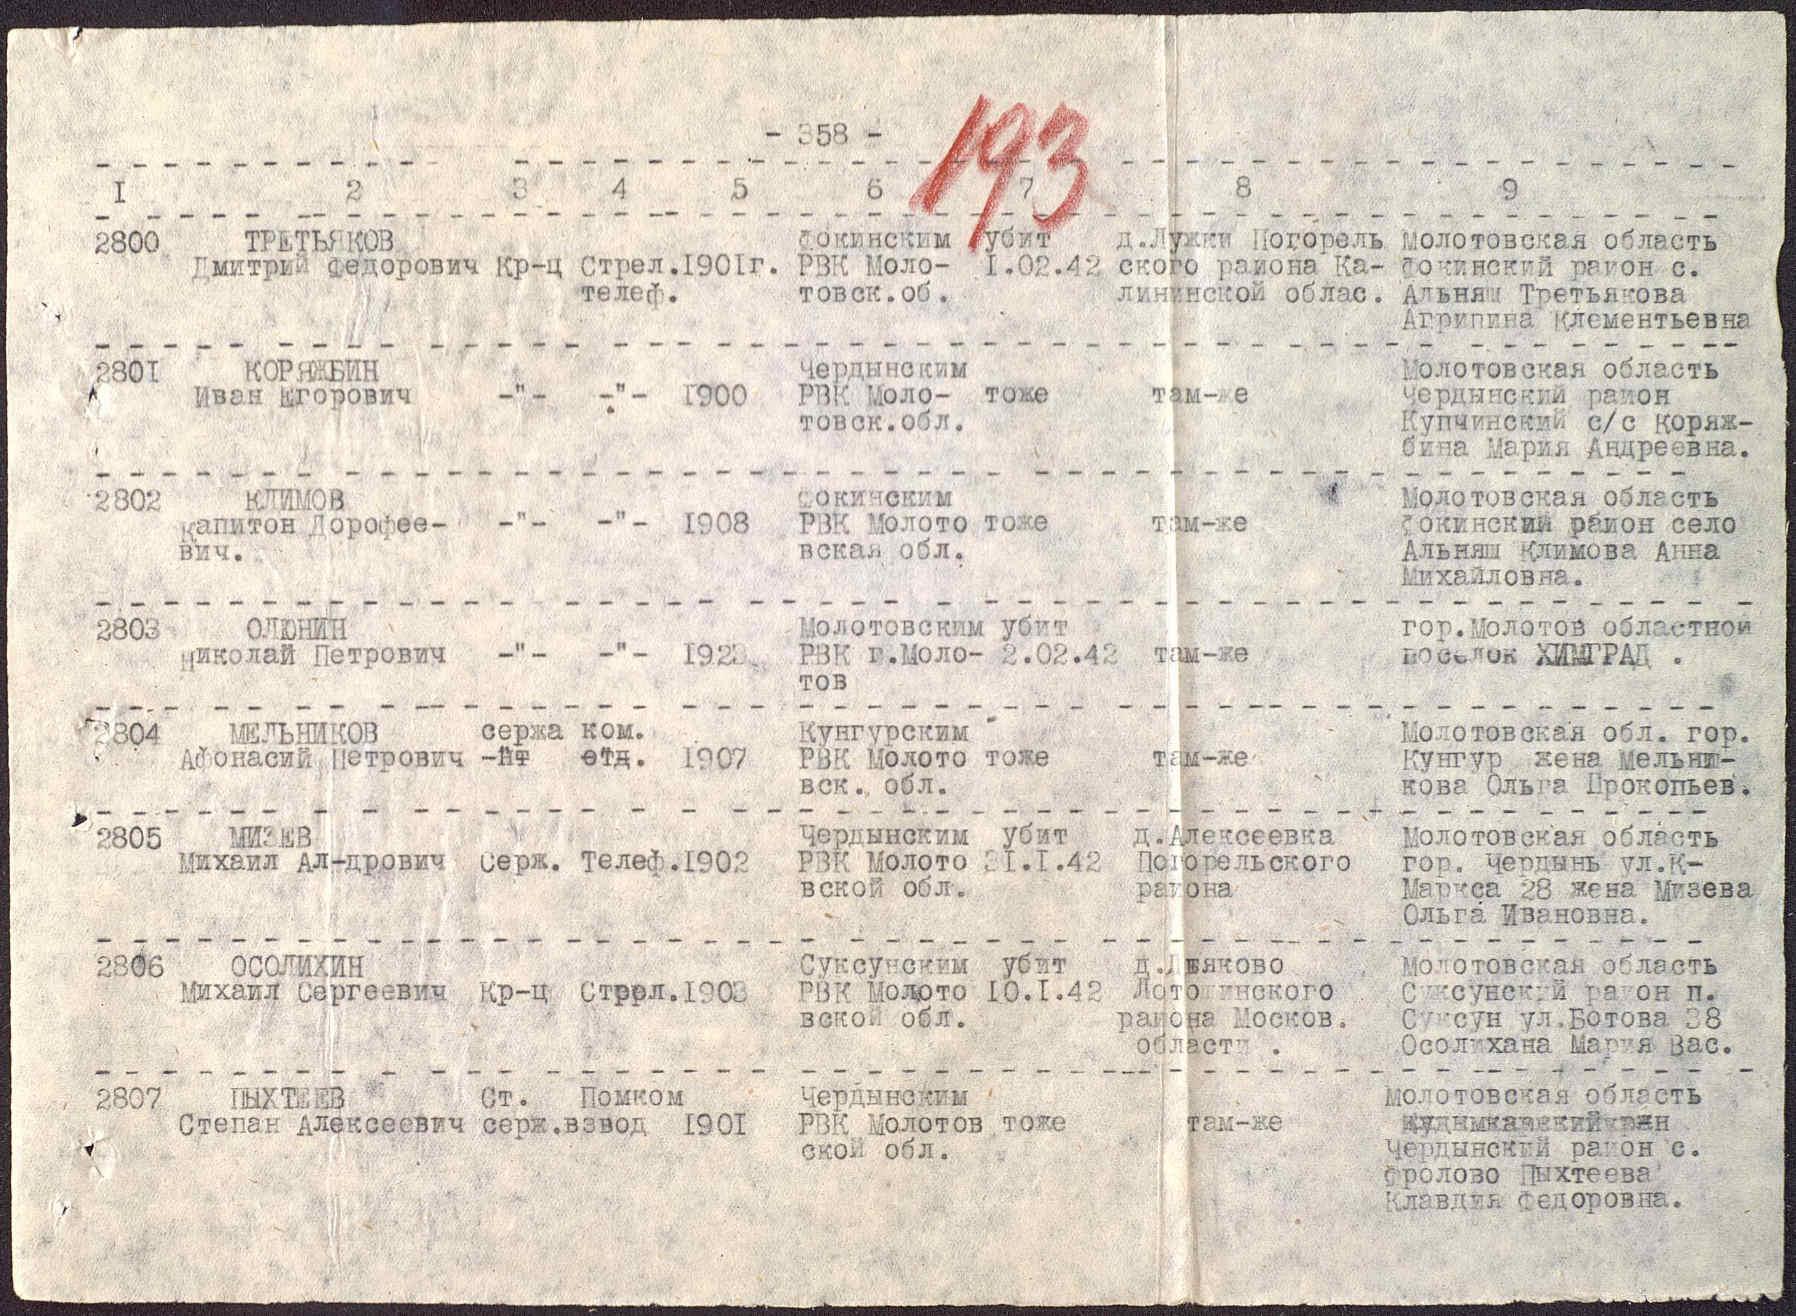 - 358 -
193
I 2 3 4 5 6 7 8 9
2800 ТРЕТЬЯКОВ Фокинским убит д.Лужки Погорель Молотовская область
Дмитрий Федорович Кр-ц Стрел. 1901г. РВК Моло- I.02.42 ского района Ка- Фокинский район с.
телеф. товск.об. лининской облас. Альняш Третьякова
Агрипина Клементьевна
2801 КОРЯЖБИН Чердынским Молотовская область
Иван Егорович -"- -"- 1900 РВК Моло- тоже там-же Чердынский район
товск.обл. Купчинский с/с Коряж-
бина Мария Андреевна.
2802 КЛИМОВ Фокинским Молотовская область
Капитон Дорофее- -"- -"- 1908 РВК Молото тоже там-же Фокинский район село
вич. вская обл. Альняш Климова Анна
Михайловна.
2803 ОЛЮНИН Молотовским убит гор.Молотов областной
Николай Петрович -"- -"- 1923 РВК г.Моло- 2.02.42 там-же поселок ХИМГРАД .
тов
2804 МЕЛЬНИКОВ сержа ком. Кунгурским Молотовская обл. гор.
Афонасий Петрович -нт отд. 1907 РВК Молото тоже там-же Кунгур жена Мельни-
вск. обл. кова Ольга Прокопьев.
2805 МИЗЕВ Чердынским убит д.Алексеевка Молотовская область
Михаил Ал-дрович Серж. Телеф. 1902 РВК Молото 31.I.42 Погорельского гор. Чердынь ул.К-
вской обл. района Маркса 28 жена Мизева
Ольга Ивановна.
2806 ОСОЛИХИН Суксунским убит Молотовская область
Михаил Сергеевич Кр-ц Стрел. 1903 РВК Молото 10.I.42 Лотошинского Суксунский район п.
вской обл. района Москов. Суксун ул.Ботова 38
области . Осолихана Мария Вас.
2807 ПЫХТЕЕВ Ст. Помком Чердынским Молотовская область
Степан Алексеевич серж. взвод 1901 РВК Молотов тоже там-же
ской обл. Чердынский район с.
Фролово Пыхтеева
Клавдия Федоровна.